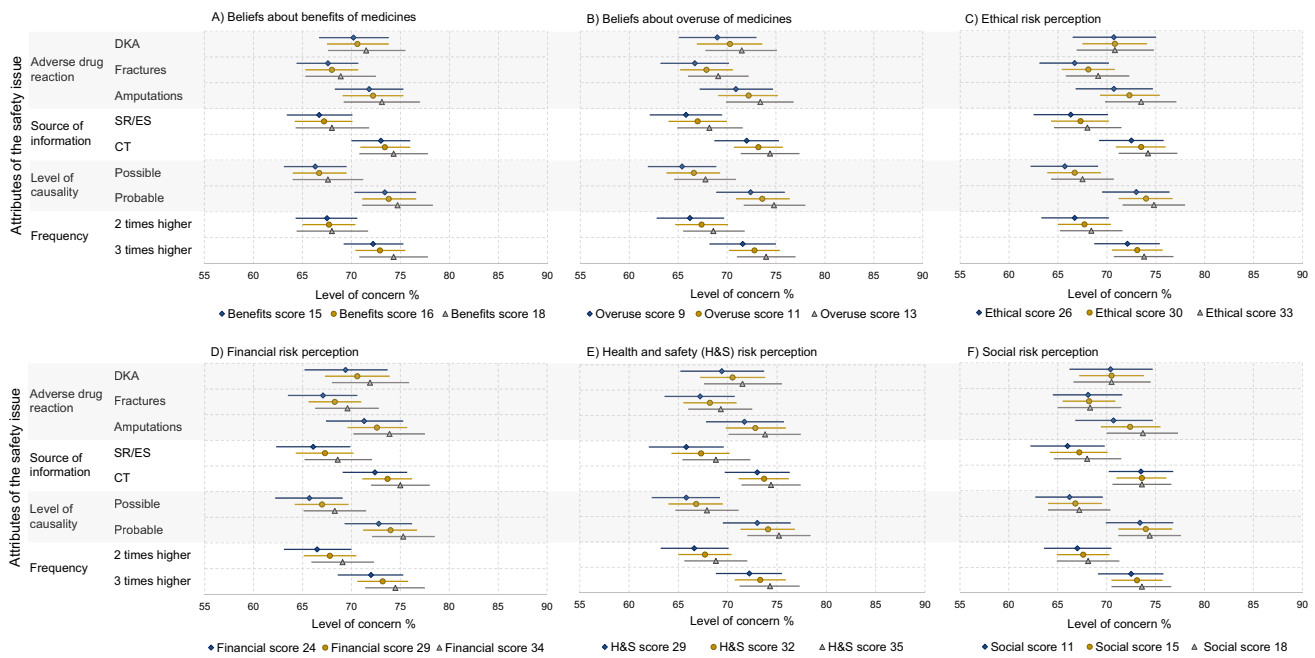 A) Beliefs about benefits of medicines
B) Beliefs about overuse of medicines
C) Ethical risk perception
Attributes of the safety issue
Adverse drug
reaction
DKA
Fractures
Amputations
Source of
information
SR/ES
CT
Level of
causality
Possible
Probable
Frequency
2 times higher
3 times higher
55 60 65 70 75 80 85 90
55 60 65 70 75 80 85 90
55 60 65 70 75 80 85 90
Level of concern %
Level of concern %
Level of concern %
Benefits score 15 Benefits score 16 Benefits score 18
Overuse score 9 Overuse score 11 Overuse score 13
Ethical score 26 Ethical score 30 Ethical score 33
D) Financial risk perception
E) Health and safety (H&S) risk perception
F) Social risk perception
Attributes of the safety issue
Adverse drug
reaction
DKA
Fractures
Amputations
Source of
information
SR/ES
CT
Level of
causality
Possible
Probable
Frequency
2 times higher
3 times higher
55 60 65 70 75 80 85 90
55 60 65 70 75 80 85 90
55 60 65 70 75 80 85 90
Level of concern %
Level of concern %
Level of concern %
Financial score 24 Financial score 29 Financial score 34
H&S score 29 H&S score 32 H&S score 35
Social score 11 Social score 15 Social score 18